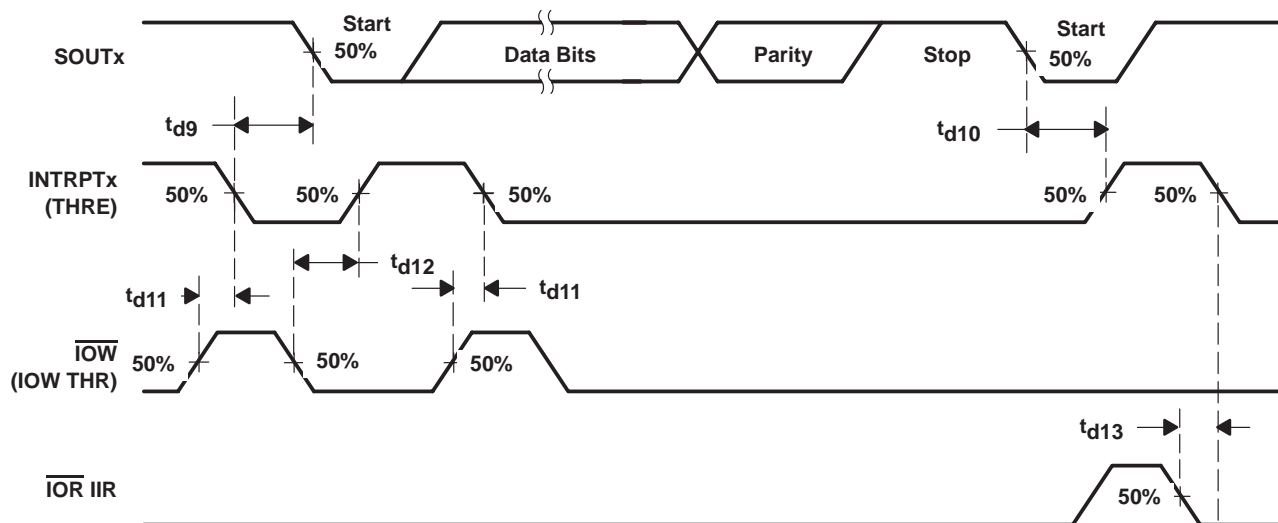 Start
Start
SOUTx
50%
Data Bits
Parity
Stop
50%
td9
td10
INTRPTx
(THRE)
50%
50%
50%
50%
50%
td12
td11
td11
IOW
(IOW THR)
50%
50%
50%
td13
IOR IIR
50%